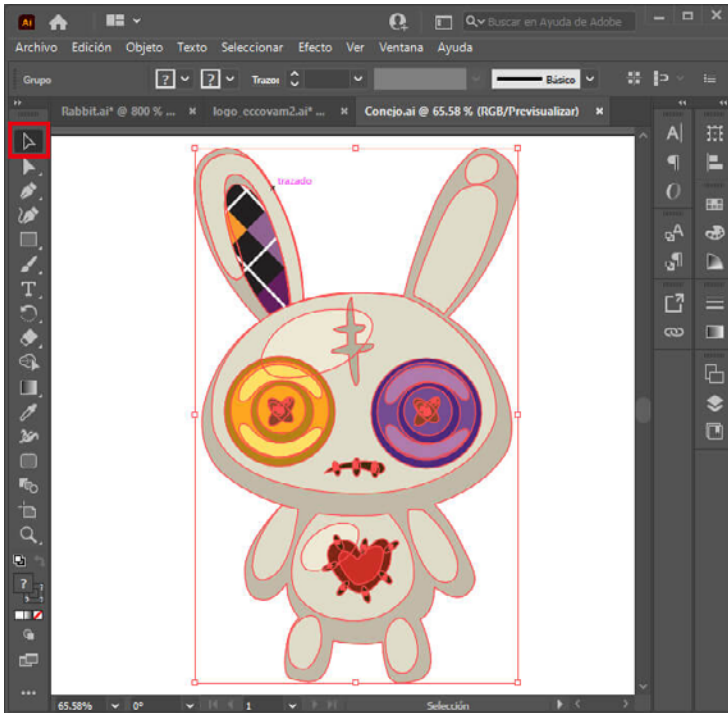 Ai
Buscar en Ayuda de Adobe
Archivo Edición Objeto Texto Seleccionar Efecto Ver Ventana Ayuda
Grupo ? ? Trazo: Básico
Rabbit.ai* @ 800 % ... × logo_eccovam2.ai* ... × Conejo.ai @ 65.58 % (RGB/Previsualizar) ×
trazado
65.58% 0° 1 Selección